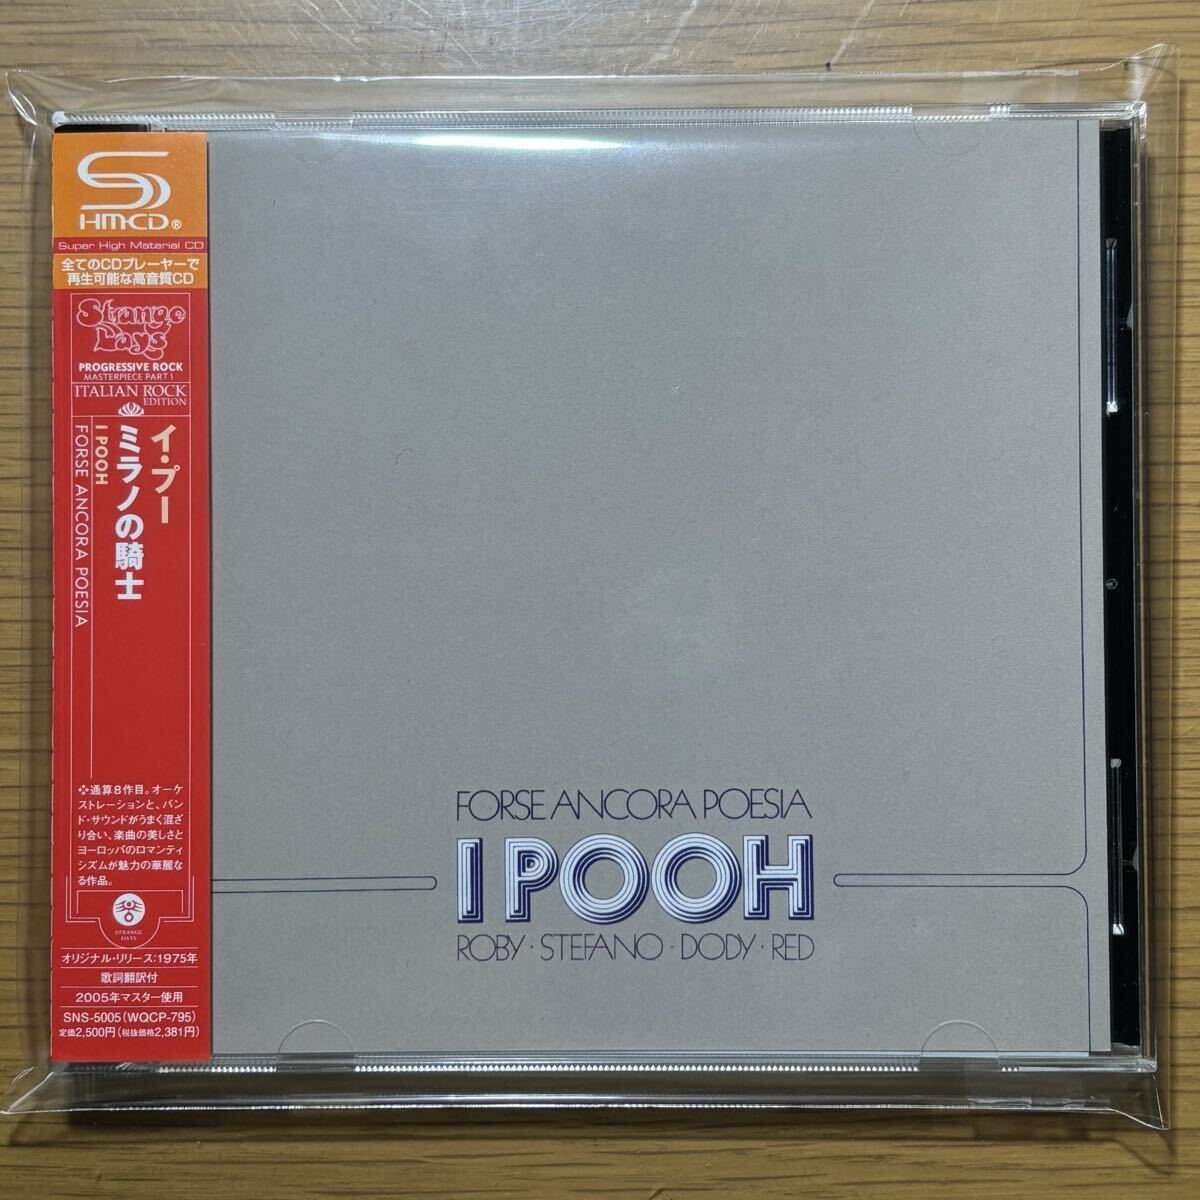 HM-CD®
Super High Material CD
全てのCDプレーヤーで
再生可能な高音質CD
Strange
Days
PROGRESSIVE ROCK
MASTERPIECE PART 1
ITALIAN ROCK
EDITION
イ・プー
ミラノの騎士
I POOH
FORSE ANCORA POESIA
❖通算8作目。オーケ
ストレーションと、バン
ド・サウンドがうまく混ざ
り合い、楽曲の美しさと
ヨーロッパのロマンティ
シズムが魅力の華麗な
る作品。
STRANGE
DAYS
オリジナル・リリース:1975年
歌詞翻訳付
2005年マスター使用
SNS-5005(WQCP-795)
定価2,500円(税抜価格2,381円)
FORSE ANCORA POESIA
I POOH
ROBY · STEFANO · DODY · RED